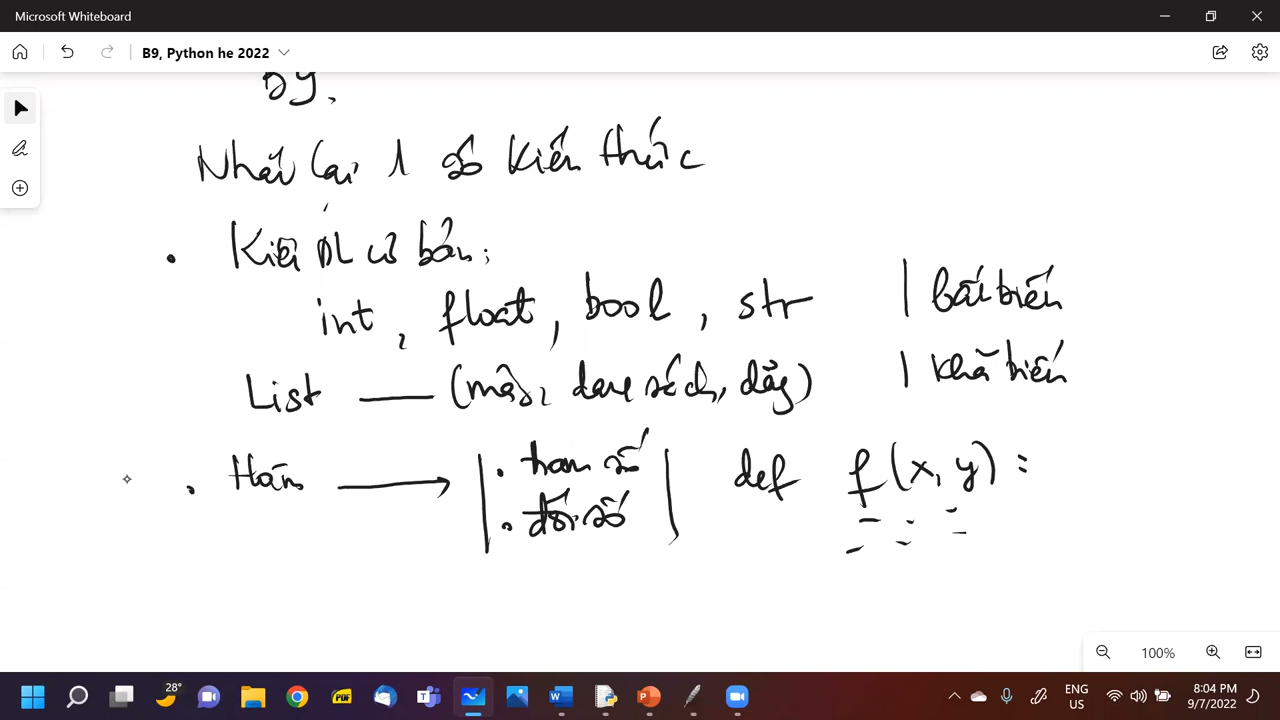 Microsoft Whiteboard
B9, Python he 2022
By.
Nhắc lại 1 số kiến thức
. Kiểu DL cơ bản:
int, float, bool, str | bất biến
List — (mảng, danh sách, dãy) | khả biến
. Hàm → | . tham số | def f(x, y):
. đối số
100%
28°
ENG
US
8:04 PM
9/7/2022